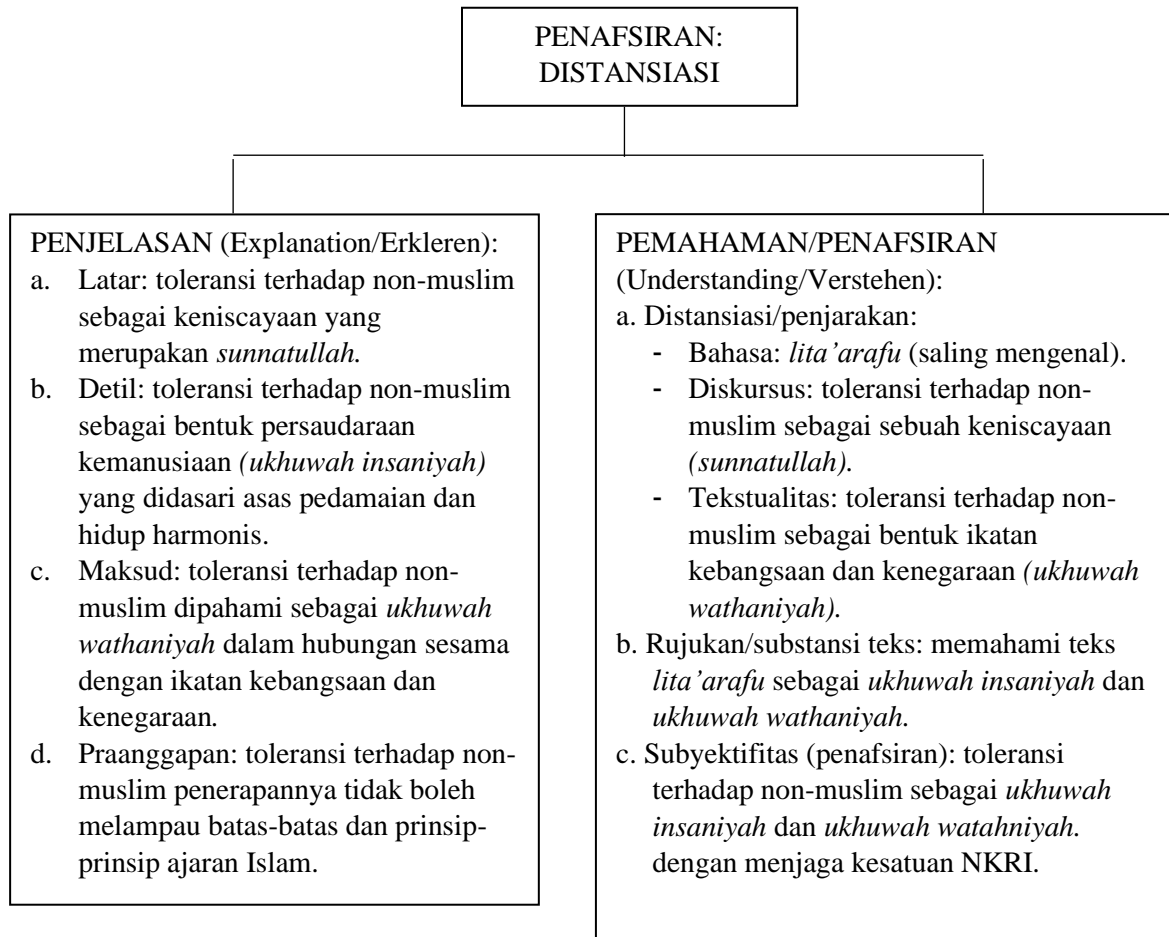 PENAFSIRAN:
DISTANSIASI
PENJELASAN (Explanation/Erkleren):
a. Latar: toleransi terhadap non-muslim
sebagai keniscayaan yang
merupakan sunnatullah.
b. Detil: toleransi terhadap non-muslim
sebagai bentuk persaudaraan
kemanusiaan (ukhuwah insaniyah)
yang didasari asas pedamaian dan
hidup harmonis.
c. Maksud: toleransi terhadap non-
muslim dipahami sebagai ukhuwah
wathaniyah dalam hubungan sesama
dengan ikatan kebangsaan dan
kenegaraan.
d. Praanggapan: toleransi terhadap non-
muslim penerapannya tidak boleh
melampau batas-batas dan prinsip-
prinsip ajaran Islam.
PEMAHAMAN/PENAFSIRAN
(Understanding/Verstehen):
a. Distansiasi/penjarakan:
- Bahasa: lita’arafu (saling mengenal).
- Diskursus: toleransi terhadap non-
muslim sebagai sebuah keniscayaan
(sunnatullah).
- Tekstualitas: toleransi terhadap non-
muslim sebagai bentuk ikatan
kebangsaan dan kenegaraan (ukhuwah
wathaniyah).
b. Rujukan/substansi teks: memahami teks
lita’arafu sebagai ukhuwah insaniyah dan
ukhuwah wathaniyah.
c. Subyektifitas (penafsiran): toleransi
terhadap non-muslim sebagai ukhuwah
insaniyah dan ukhuwah watahniyah.
dengan menjaga kesatuan NKRI.